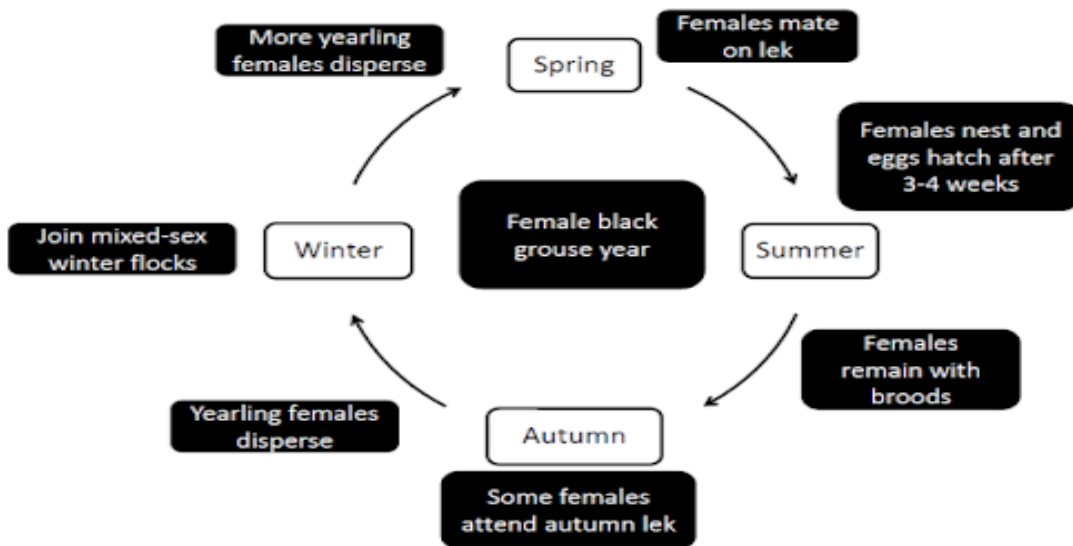 More yearling
females disperse
Spring
Females mate
on lek
Females nest and
eggs hatch after
3-4 weeks
Join mixed-sex
winter flocks
Winter
Female black
grouse year
Summer
Females
remain with
broods
Yearling females
disperse
Autumn
Some females
attend autumn lek